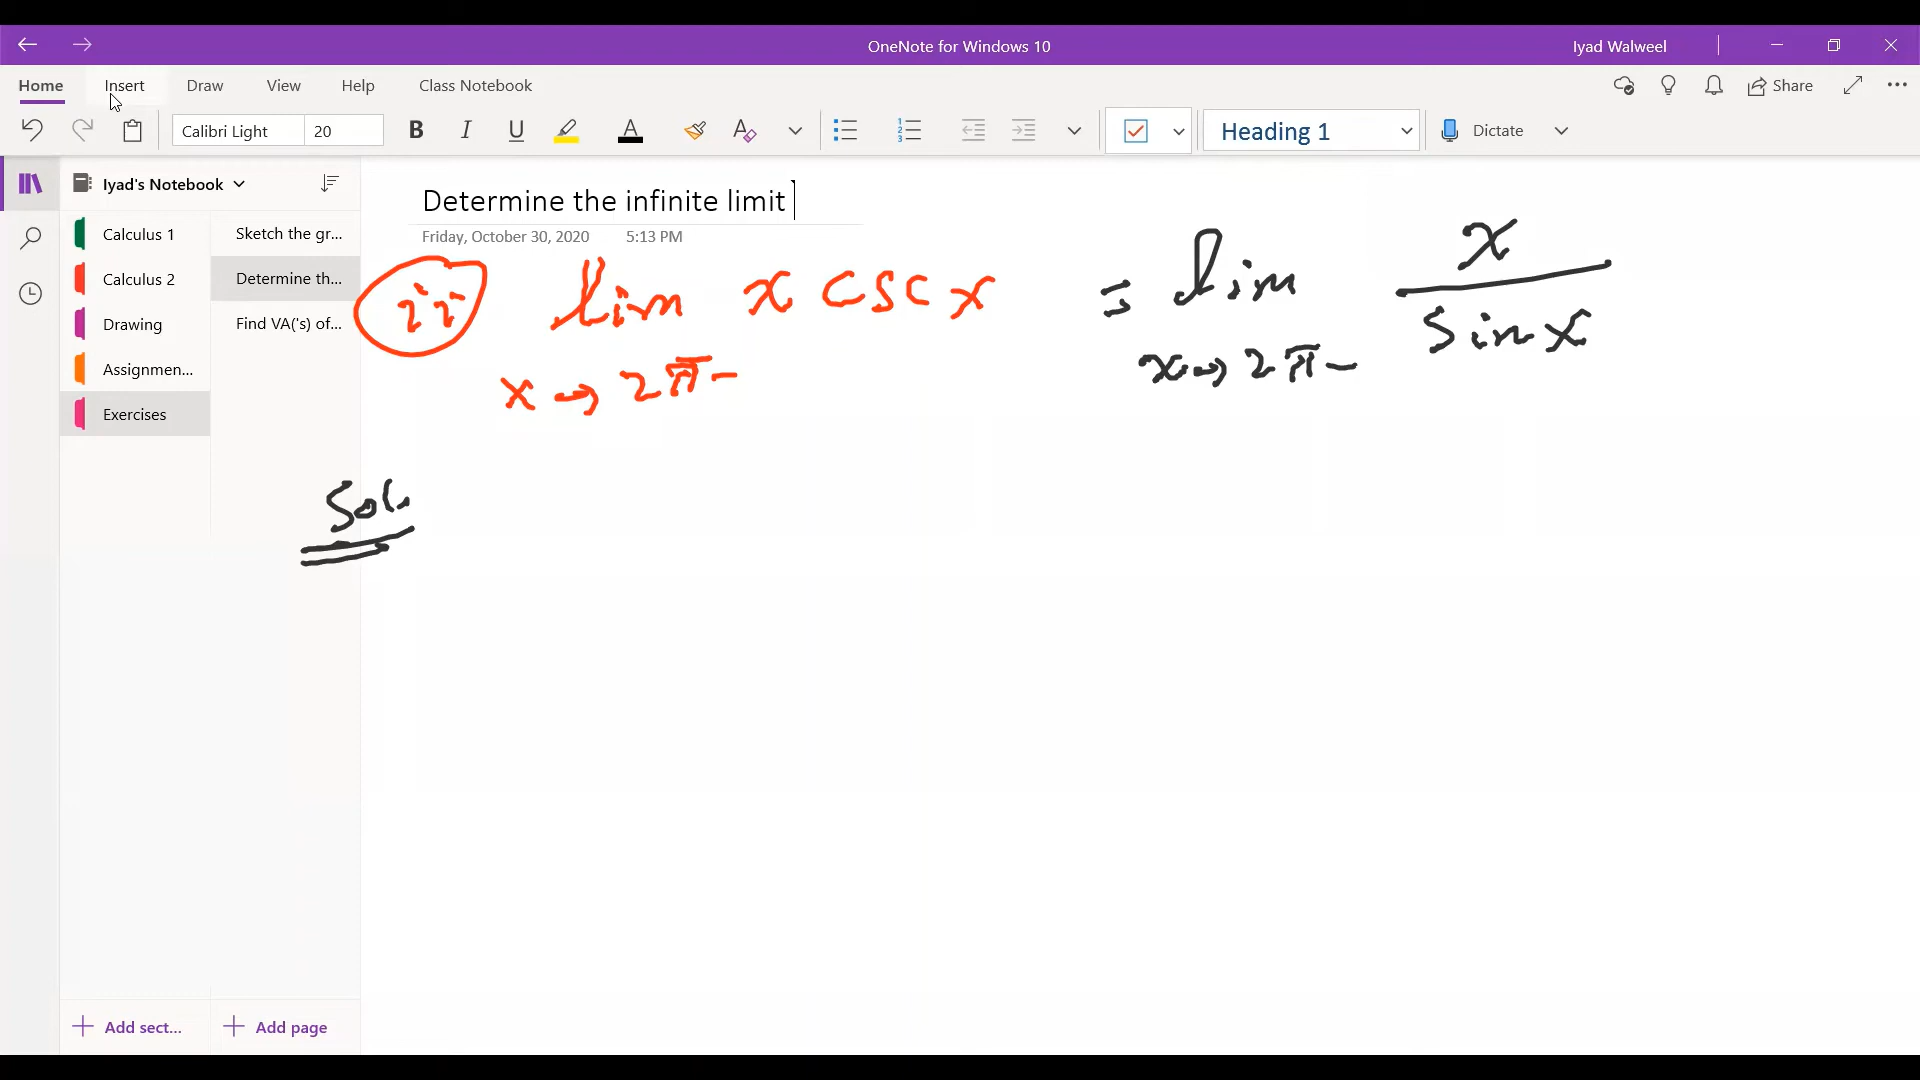 OneNote for Windows 10
Iyad Walweel
Home Insert Draw View Help Class Notebook
Share
Calibri Light 20 B I U A Heading 1 Dictate
Iyad's Notebook
Calculus 1
Calculus 2
Drawing
Assignmen...
Exercises
Sketch the gr...
Determine th...
Find VA('s) of...
Determine the infinite limit
Friday, October 30, 2020 5:13 PM
ii lim x csc x = lim x / sin x
x → 2π- x → 2π-
Sol.
+ Add sect... + Add page